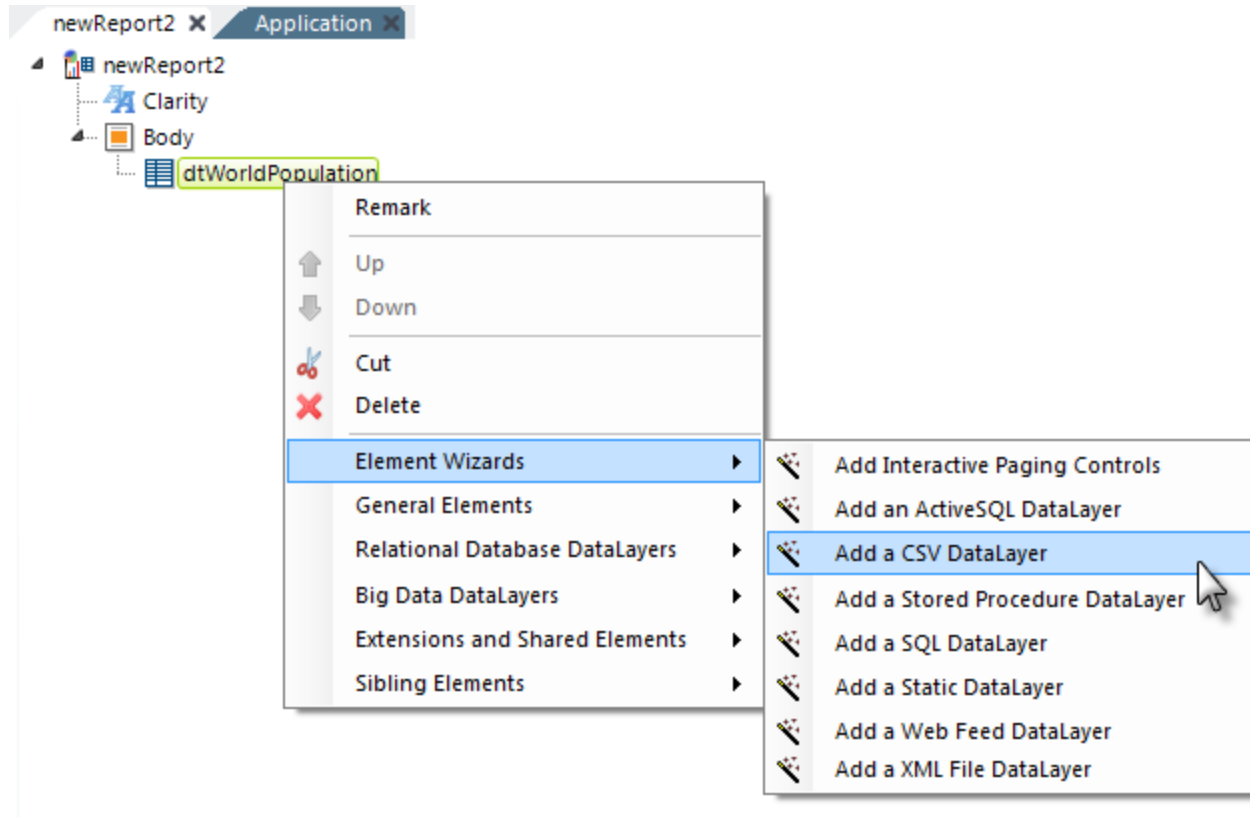 newReport2 Application
newReport2
Clarity
Body
dtWorldPopulation
Remark
Up
Down
Cut
Delete
Element Wizards
General Elements
Relational Database DataLayers
Big Data DataLayers
Extensions and Shared Elements
Sibling Elements
Add Interactive Paging Controls
Add an ActiveSQL DataLayer
Add a CSV DataLayer
Add a Stored Procedure DataLayer
Add a SQL DataLayer
Add a Static DataLayer
Add a Web Feed DataLayer
Add a XML File DataLayer